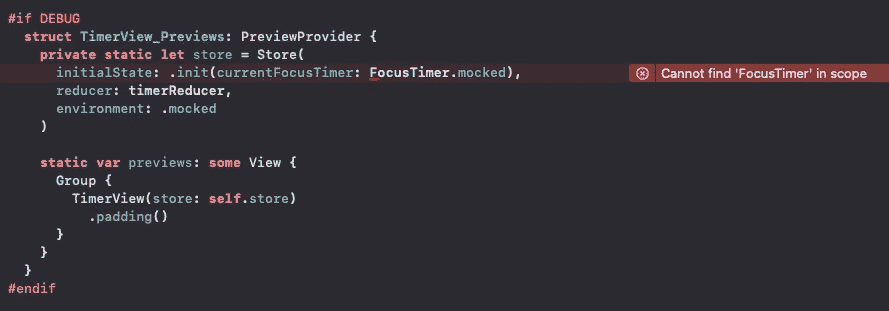 #if DEBUG
struct TimerView_Previews: PreviewProvider {
private static let store = Store(
initialState: .init(currentFocusTimer: FocusTimer.mocked),
Cannot find 'FocusTimer' in scope
reducer: timerReducer,
environment: .mocked
)
static var previews: some View {
Group {
TimerView(store: self.store)
.padding()
}
}
}
#endif